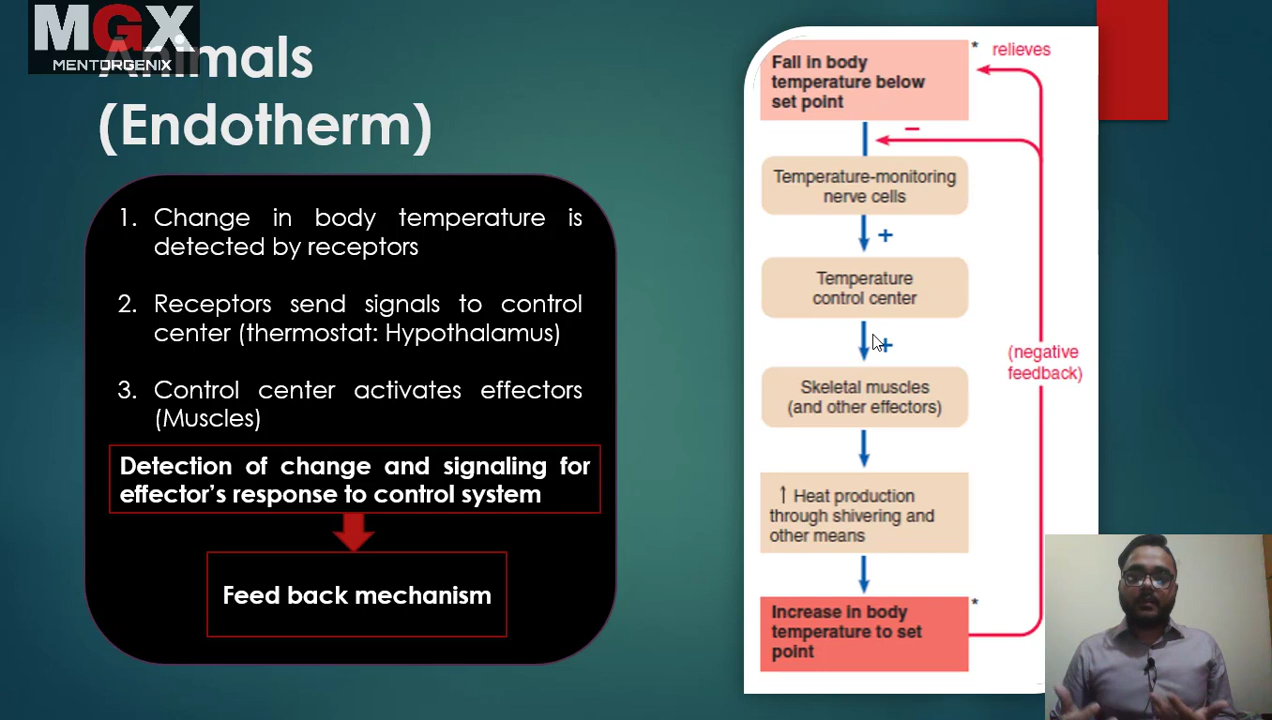 MGX
MENTORGENIX
Animals
(Endotherm)
1. Change in body temperature is
detected by receptors
2. Receptors send signals to control
center (thermostat: Hypothalamus)
3. Control center activates effectors
(Muscles)
Detection of change and signaling for
effector’s response to control system
Feed back mechanism
Fall in body
temperature below
set point
*
relieves
–
Temperature-monitoring
nerve cells
+
Temperature
control center
+
Skeletal muscles
(and other effectors)
(negative
feedback)
↑ Heat production
through shivering and
other means
Increase in body
temperature to set
point
*